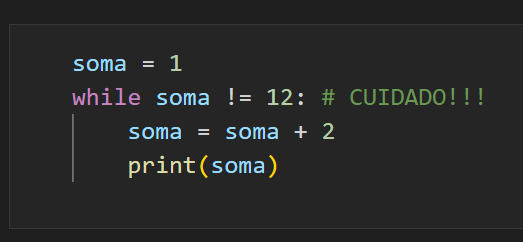 soma = 1
while soma != 12: # CUIDADO!!!
    soma = soma + 2
    print(soma)